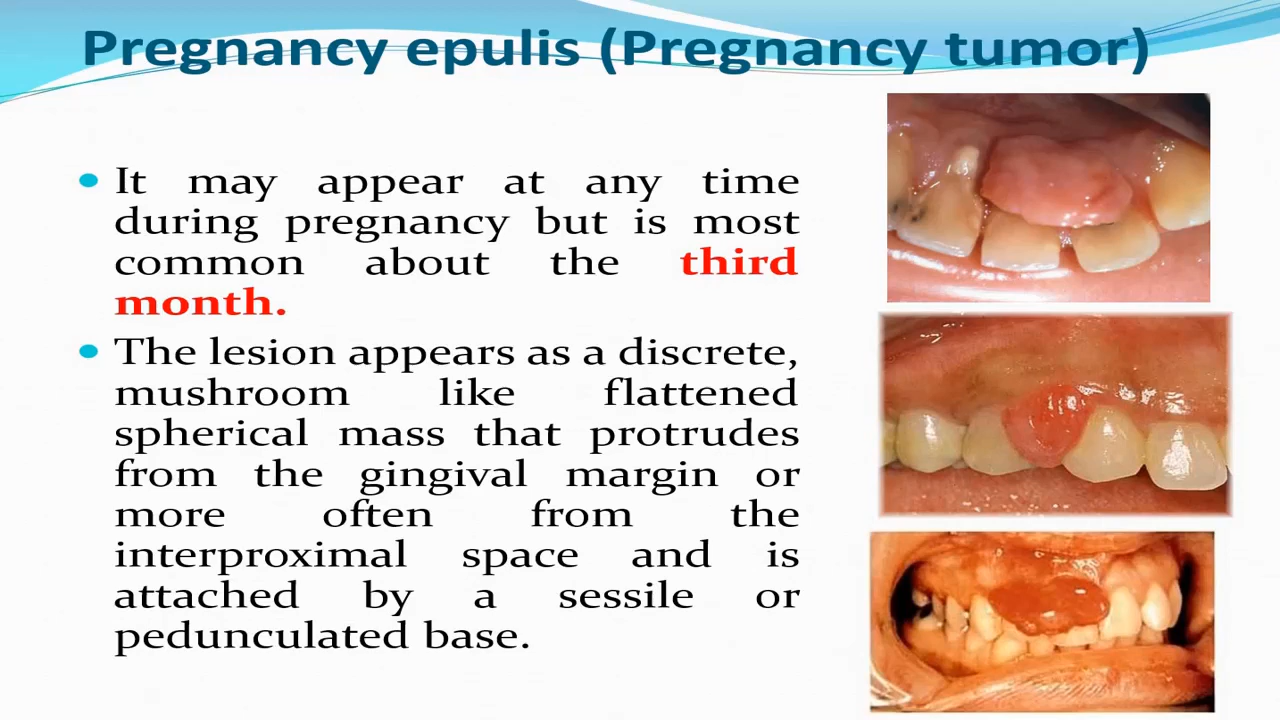 Pregnancy epulis (Pregnancy tumor)
• It may appear at any time
during pregnancy but is most
common about the third
month.
• The lesion appears as a discrete,
mushroom like flattened
spherical mass that protrudes
from the gingival margin or
more often from the
interproximal space and is
attached by a sessile or
pedunculated base.